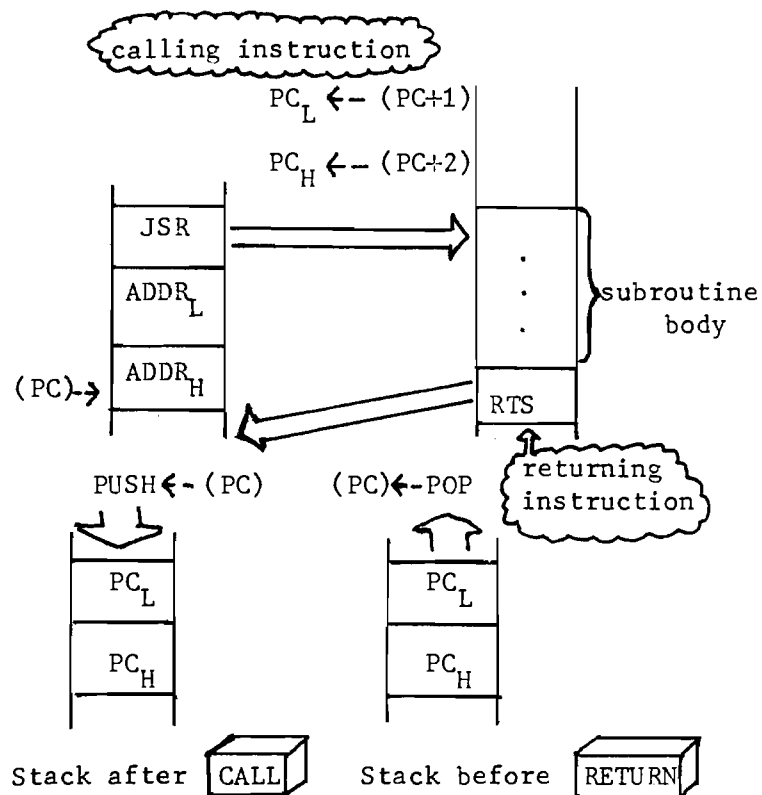 calling instruction
PC_L ← (PC+1)
PC_H ← (PC+2)
JSR
ADDR_L
ADDR_H
(PC)→
.
.
.
subroutine
body
RTS
returning
instruction
PUSH ← (PC)
(PC) ← POP
PC_L
PC_H
PC_L
PC_H
Stack after CALL
Stack before RETURN